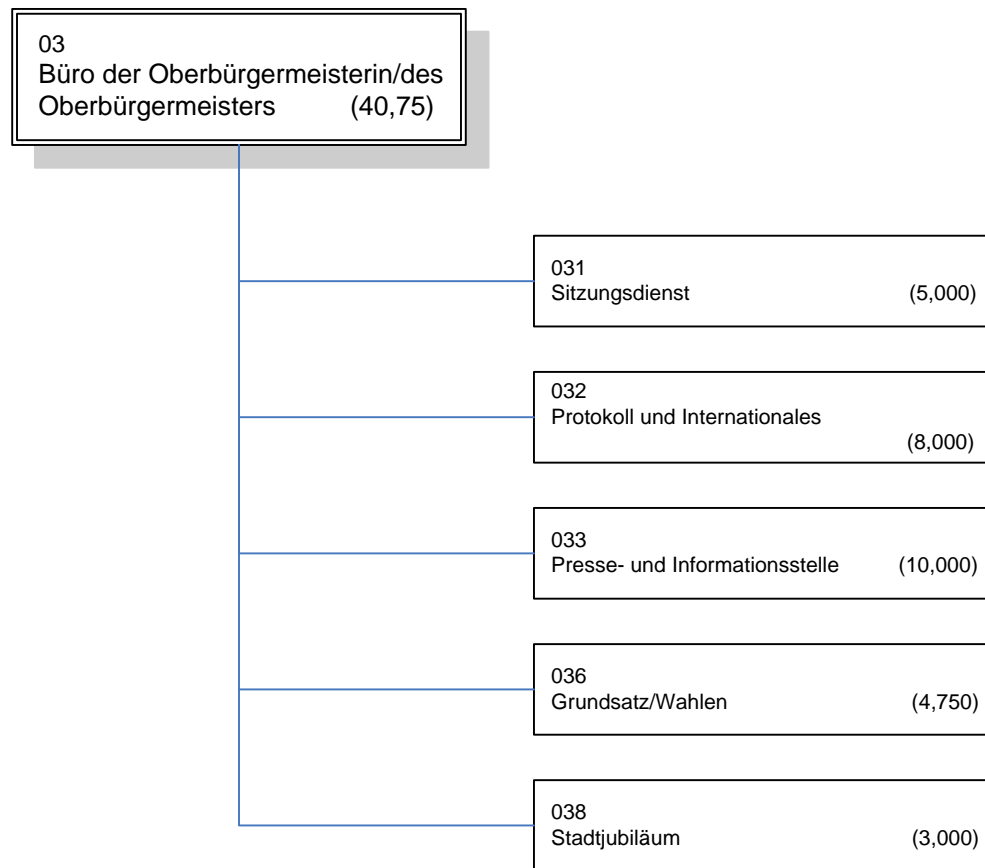 03
Büro der Oberbürgermeisterin/des
Oberbürgermeisters (40,75)
031
Sitzungsdienst (5,000)
032
Protokoll und Internationales
(8,000)
033
Presse- und Informationsstelle (10,000)
036
Grundsatz/Wahlen (4,750)
038
Stadtjubiläum (3,000)